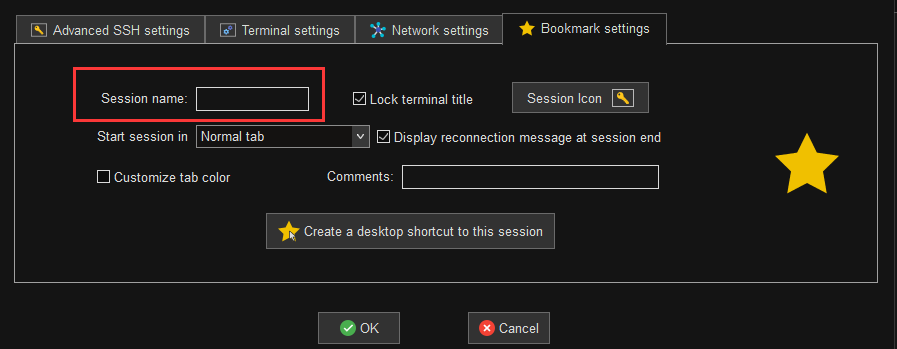 Advanced SSH settings Terminal settings Network settings Bookmark settings
Session name: Lock terminal title Session Icon
Start session in Normal tab Display reconnection message at session end
Customize tab color Comments:
Create a desktop shortcut to this session
OK Cancel